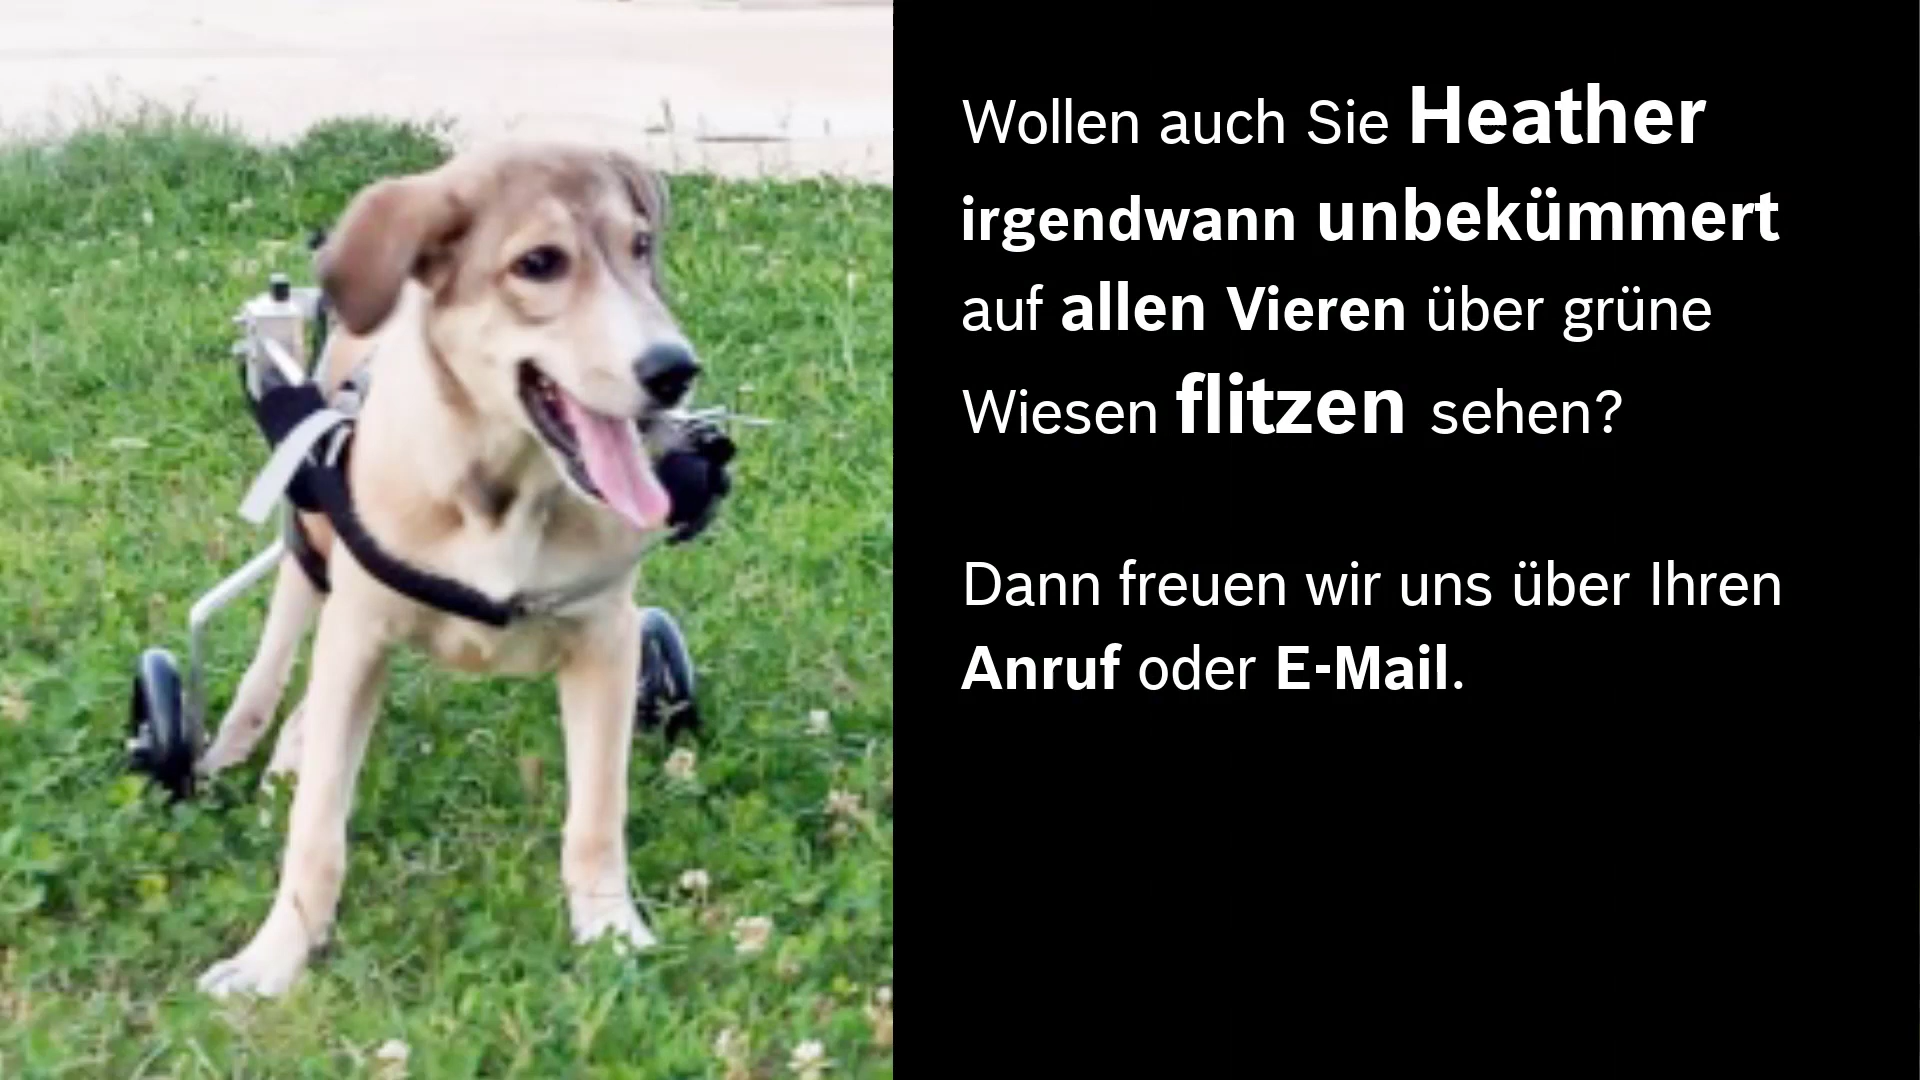 Wollen auch Sie Heather
irgendwann unbekümmert
auf allen Vieren über grüne
Wiesen flitzen sehen?
Dann freuen wir uns über Ihren
Anruf oder E-Mail.